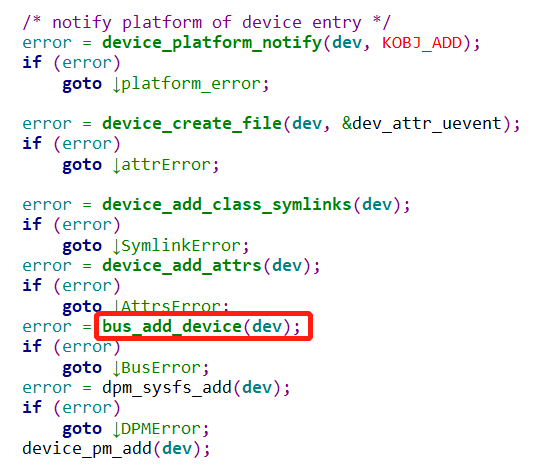 /* notify platform of device entry */
error = device_platform_notify(dev, KOBJ_ADD);
if (error)
goto ↓platform_error;
error = device_create_file(dev, &dev_attr_uevent);
if (error)
goto ↓attrError;
error = device_add_class_symlinks(dev);
if (error)
goto ↓SymlinkError;
error = device_add_attrs(dev);
if (error)
goto ↓AttrsError;
error = bus_add_device(dev);
if (error)
goto ↓BusError;
error = dpm_sysfs_add(dev);
if (error)
goto ↓DPMError;
device_pm_add(dev);